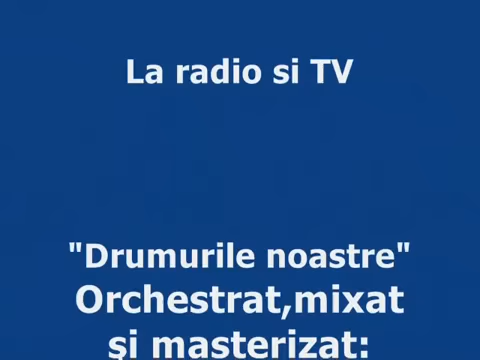 La radio si TV
"Drumurile noastre"
Orchestrat,mixat
şi masterizat: